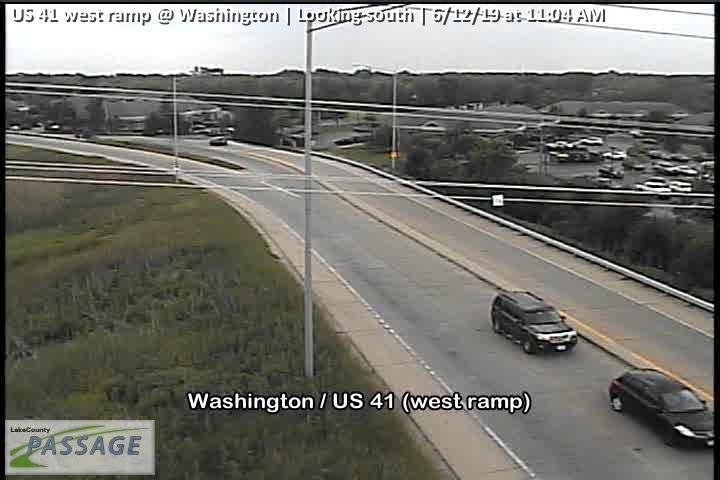 US 41 west ramp @ Washington | Looking south | 6/12/19 at 11:04 AM
Washington / US 41 (west ramp)
LakeCounty
PASSAGE